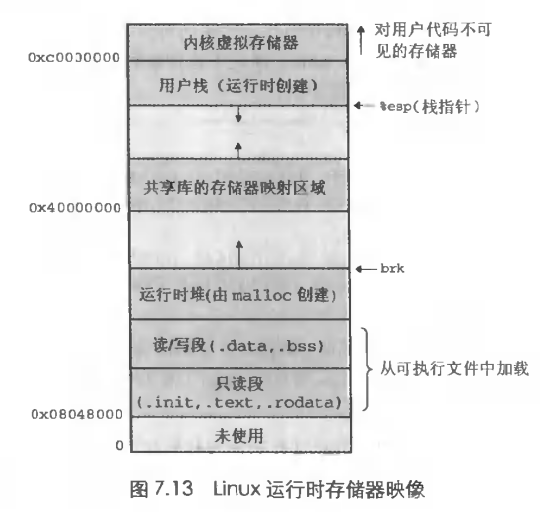 内核虚拟存储器
对用户代码不可
见的存储器
0xc0000000
用户栈（运行时创建）
%esp(栈指针)
共享库的存储器映射区域
0x40000000
brk
运行时堆(由 malloc 创建)
读/写段(.data,.bss)
从可执行文件中加载
只读段
(.init,.text,.rodata)
0x08048000
未使用
0
图 7.13 Linux 运行时存储器映像